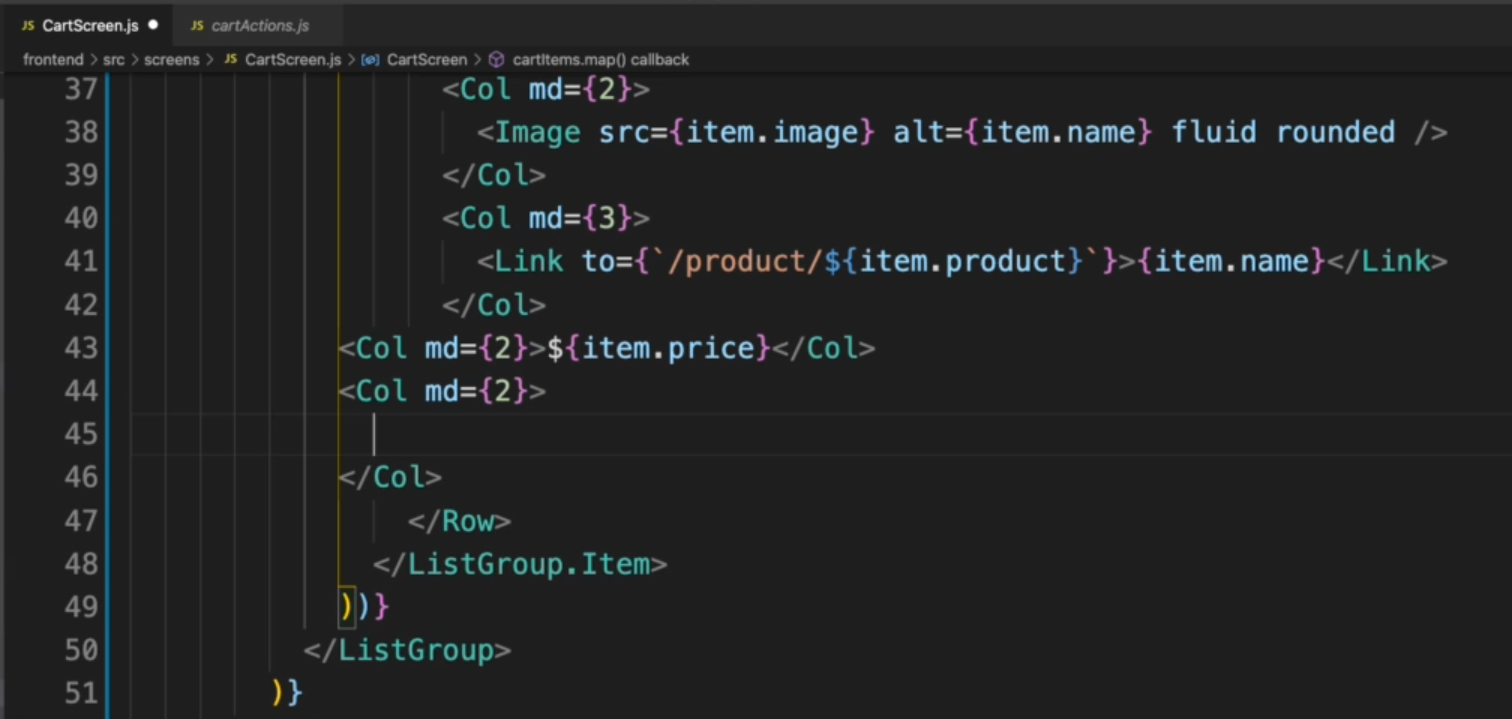 JS CartScreen.js ● JS cartActions.js
frontend > src > screens > JS CartScreen.js > CartScreen > cartItems.map() callback
37 <Col md={2}>
38 <Image src={item.image} alt={item.name} fluid rounded />
39 </Col>
40 <Col md={3}>
41 <Link to={`/product/${item.product}`}>{item.name}</Link>
42 </Col>
43 <Col md={2}>${item.price}</Col>
44 <Col md={2}>
45
46 </Col>
47 </Row>
48 </ListGroup.Item>
49 ))}
50 </ListGroup>
51 )}